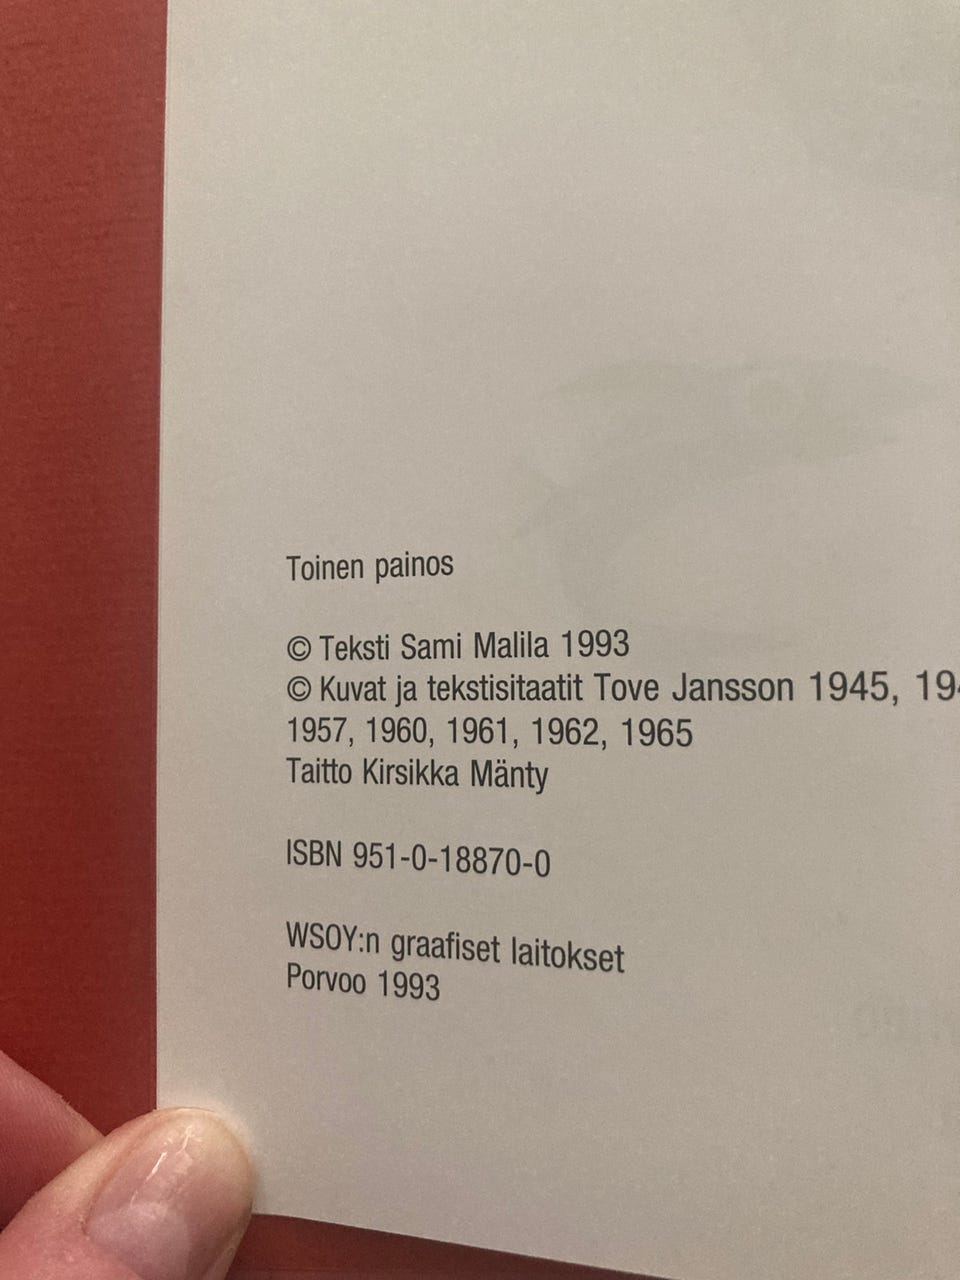 Toinen painos
© Teksti Sami Malila 1993
© Kuvat ja tekstisitaatit Tove Jansson 1945,
1957, 1960, 1961, 1962, 1965
Taitto Kirsikka Mänty
ISBN 951-0-18870-0
WSOY:n graafiset laitokset
Porvoo 1993